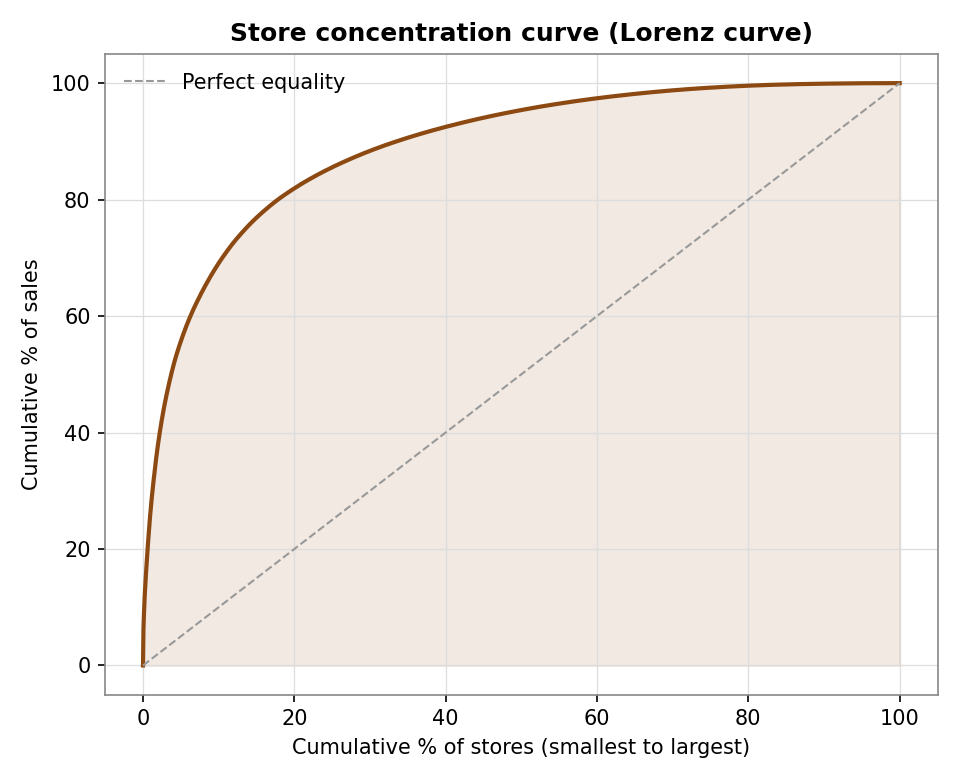 Store concentration curve (Lorenz curve)
Perfect equality
100
80
60
40
20
0
Cumulative % of sales
0 20 40 60 80 100
Cumulative % of stores (smallest to largest)